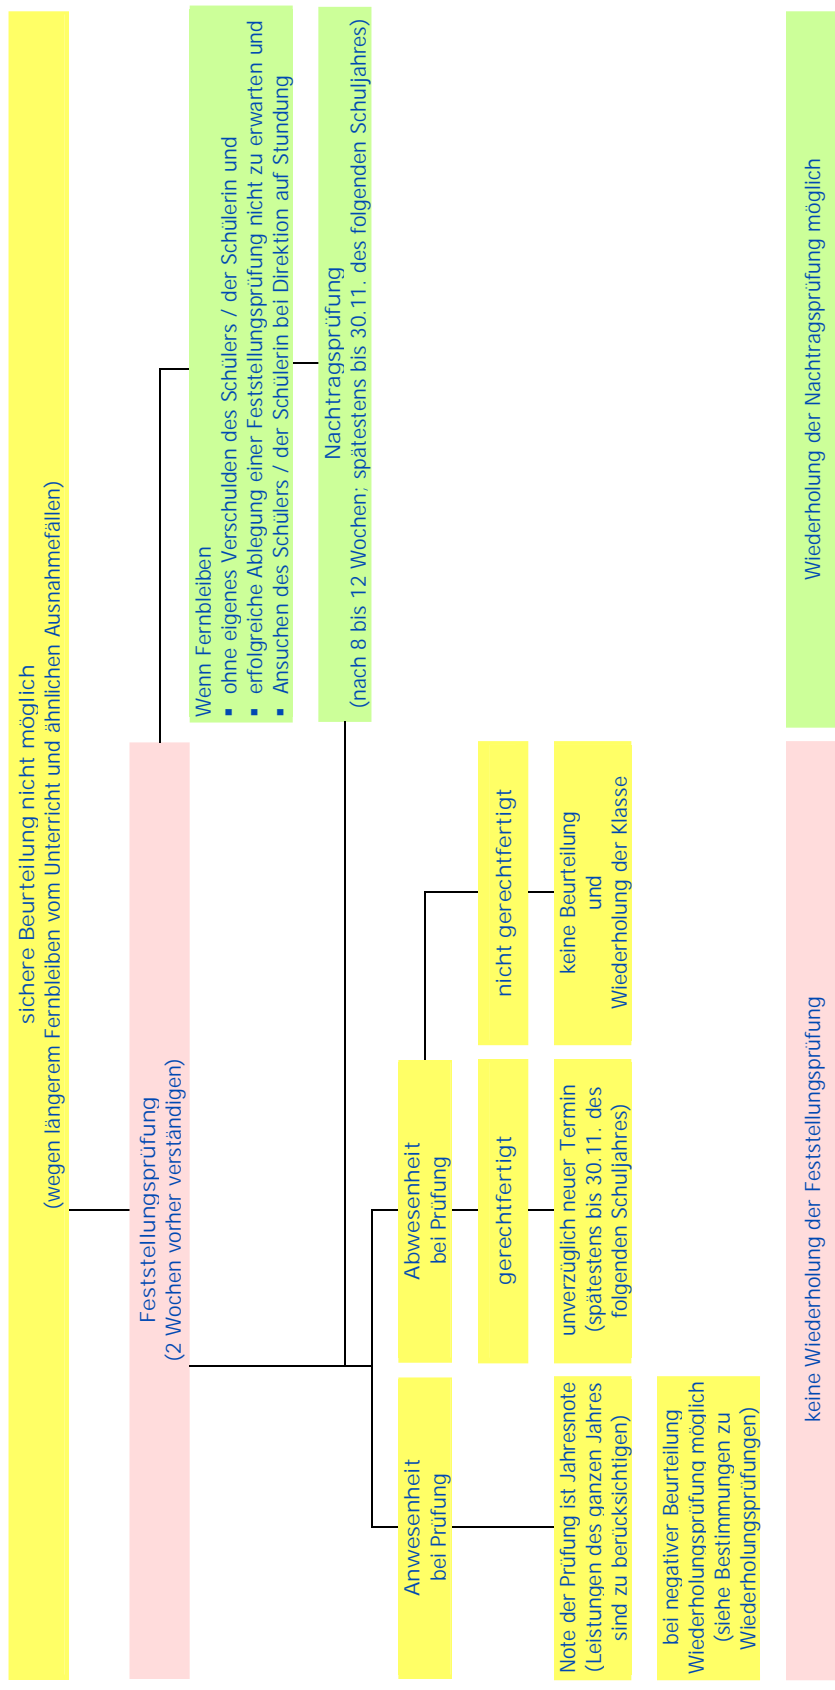 sichere Beurteilung nicht möglich
(wegen längerem Fernbleiben vom Unterricht und ähnlichen Ausnahmefällen)
Feststellungsprüfung
(2 Wochen vorher verständigen)
Wenn Fernbleiben
▪ ohne eigenes Verschulden des Schülers / der Schülerin und
▪ erfolgreiche Ablegung einer Feststellungsprüfung nicht zu erwarten und
▪ Ansuchen des Schülers / der Schülerin bei Direktion auf Stundung
Nachtragsprüfung
(nach 8 bis 12 Wochen; spätestens bis 30.11. des folgenden Schuljahres)
Anwesenheit
bei Prüfung
Abwesenheit
bei Prüfung
gerechtfertigt
nicht gerechtfertigt
Note der Prüfung ist Jahresnote
(Leistungen des ganzen Jahres
sind zu berücksichtigen)
unverzüglich neuer Termin
(spätestens bis 30.11. des
folgenden Schuljahres)
keine Beurteilung
und
Wiederholung der Klasse
bei negativer Beurteilung
Wiederholungsprüfung möglich
(siehe Bestimmungen zu
Wiederholungsprüfungen)
keine Wiederholung der Feststellungsprüfung
Wiederholung der Nachtragsprüfung möglich